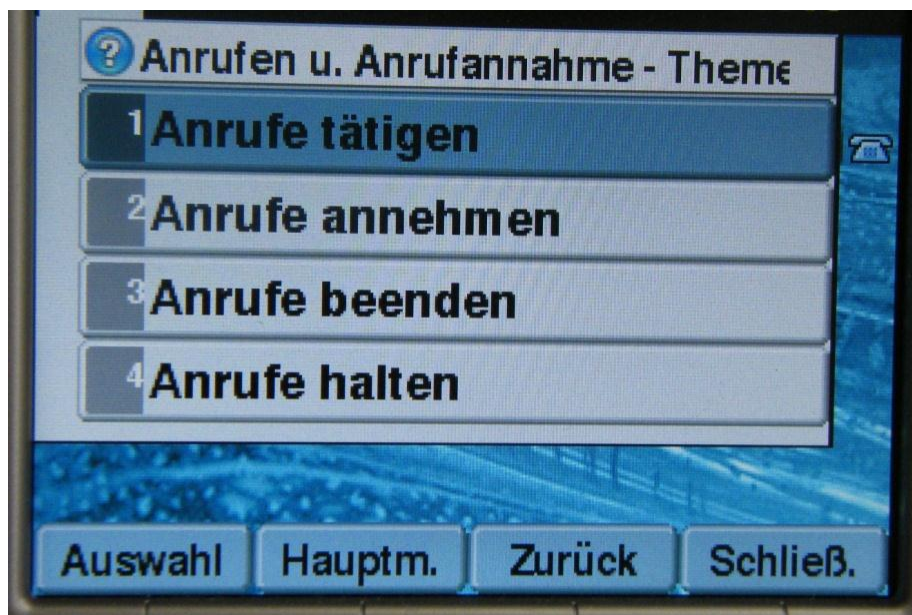 Anrufen u. Anrufannahme - Theme
1 Anrufe tätigen
2 Anrufe annehmen
3 Anrufe beenden
4 Anrufe halten
Auswahl Hauptm. Zurück Schließ.